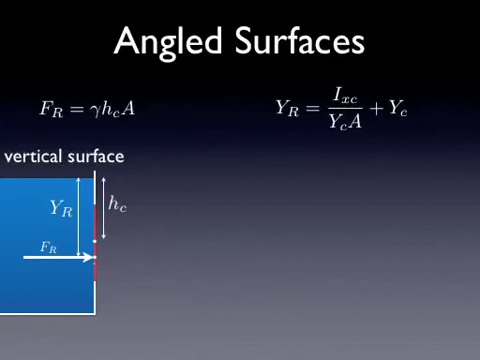 Angled Surfaces
F_R = γh_cA
Y_R = I_xc / Y_cA + Y_c
vertical surface
Y_R
h_c
F_R